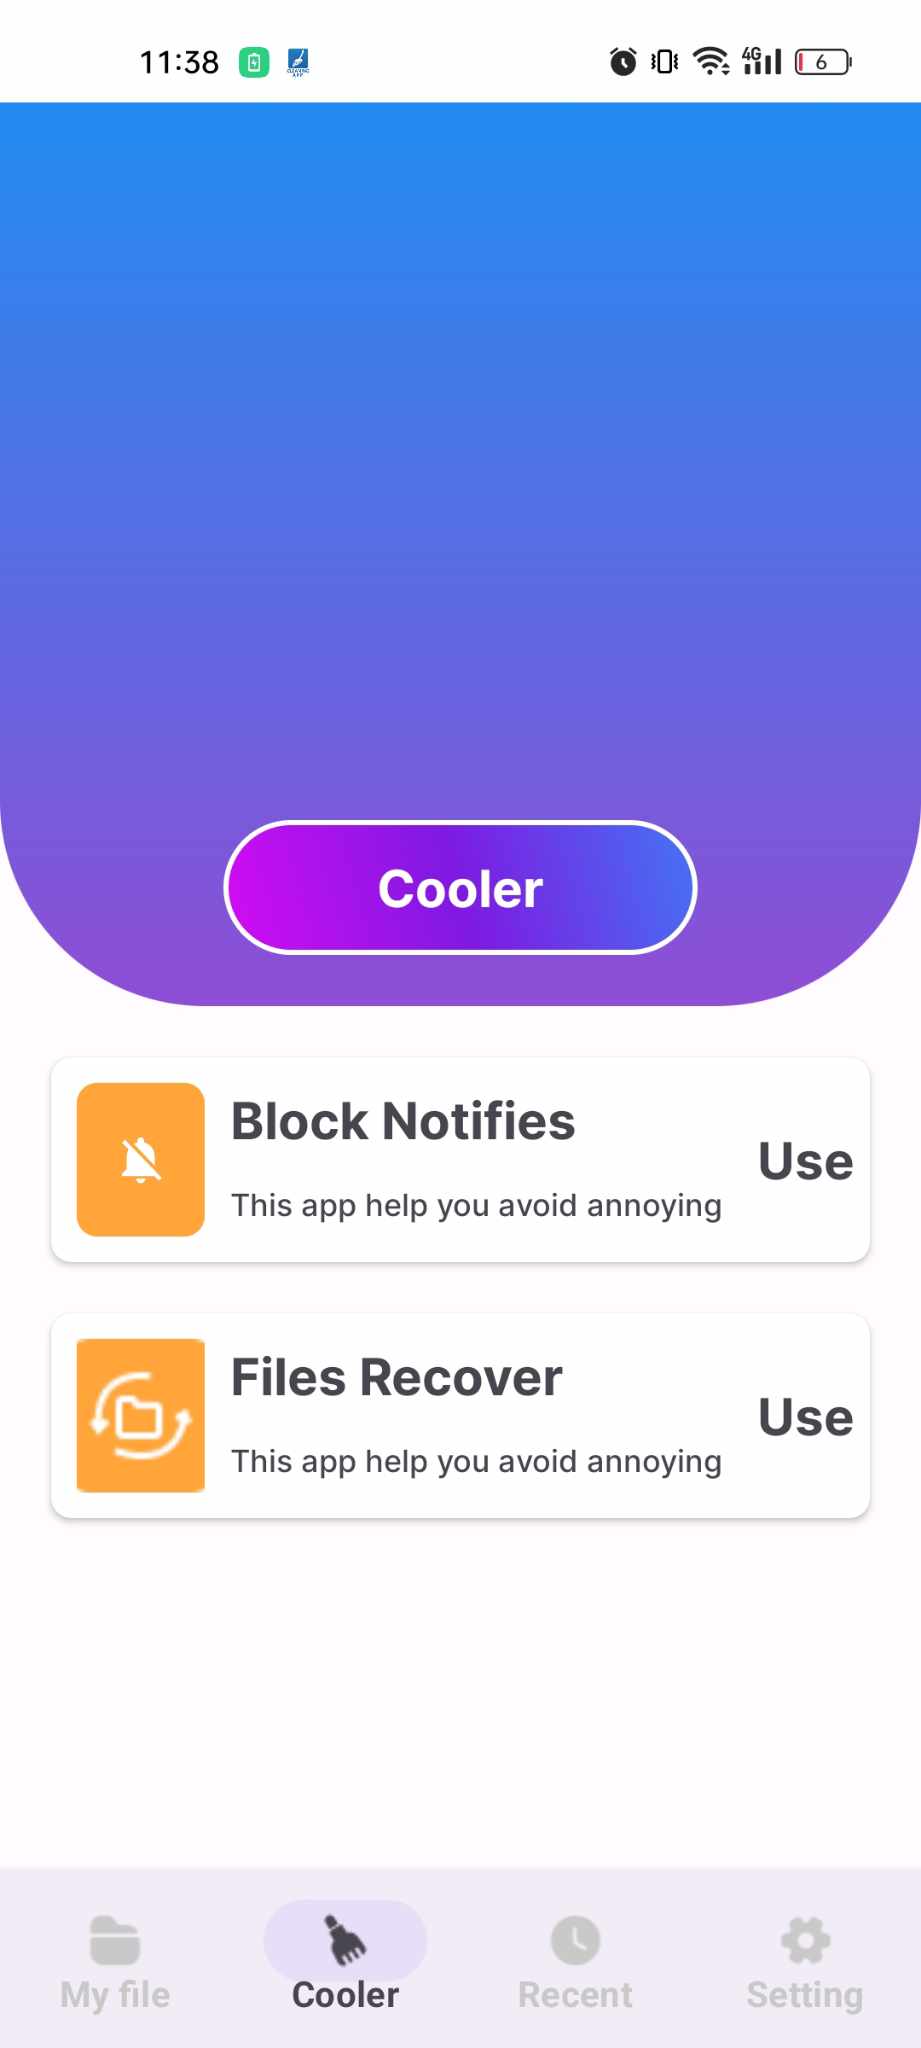 11:38
4G
6
Cooler
Block Notifies
This app help you avoid annoying
Use
Files Recover
This app help you avoid annoying
Use
My file
Cooler
Recent
Setting